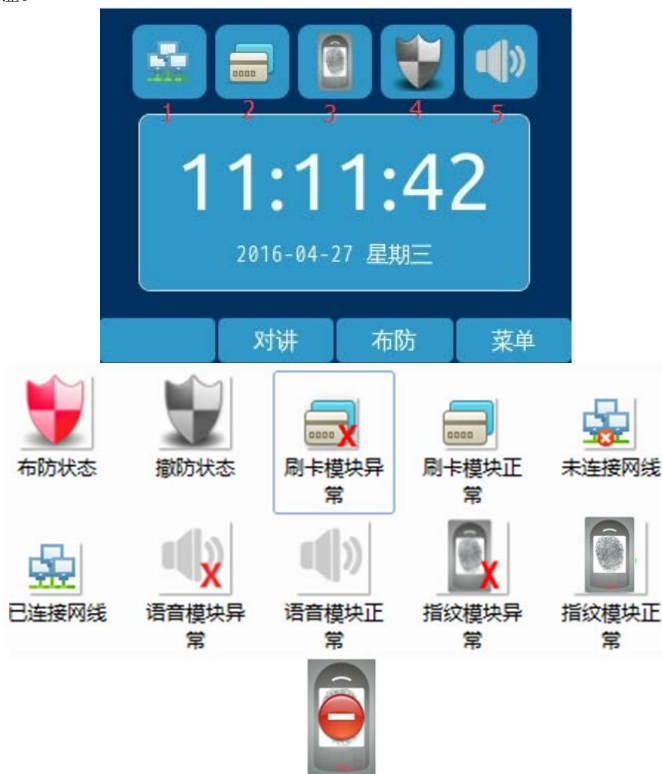 1 2 3 4 5
11:11:42
2016-04-27 星期三
对讲 布防 菜单
布防状态 撤防状态 刷卡模块异 刷卡模块正 未连接网线
常 常
已连接网线 语音模块异 语音模块正 指纹模块异 指纹模块正
常 常 常 常